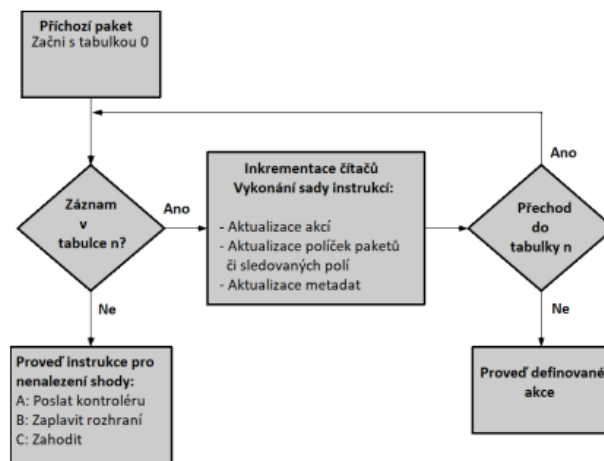 Příchozí paket
Začni s tabulkou 0
Záznam
v
tabulce n?
Ano
Inkrementace čítačů
Vykonání sady instrukcí:
- Aktualizace akcí
- Aktualizace políček paketů
či sledovaných polí
- Aktualizace metadat
Ano
Přechod
do
tabulky n
Ne
Ne
Proveď instrukce pro
nenalezení shody:
A: Poslat kontroléru
B: Zaplavit rozhraní
C: Zahodit
Proveď definované
akce